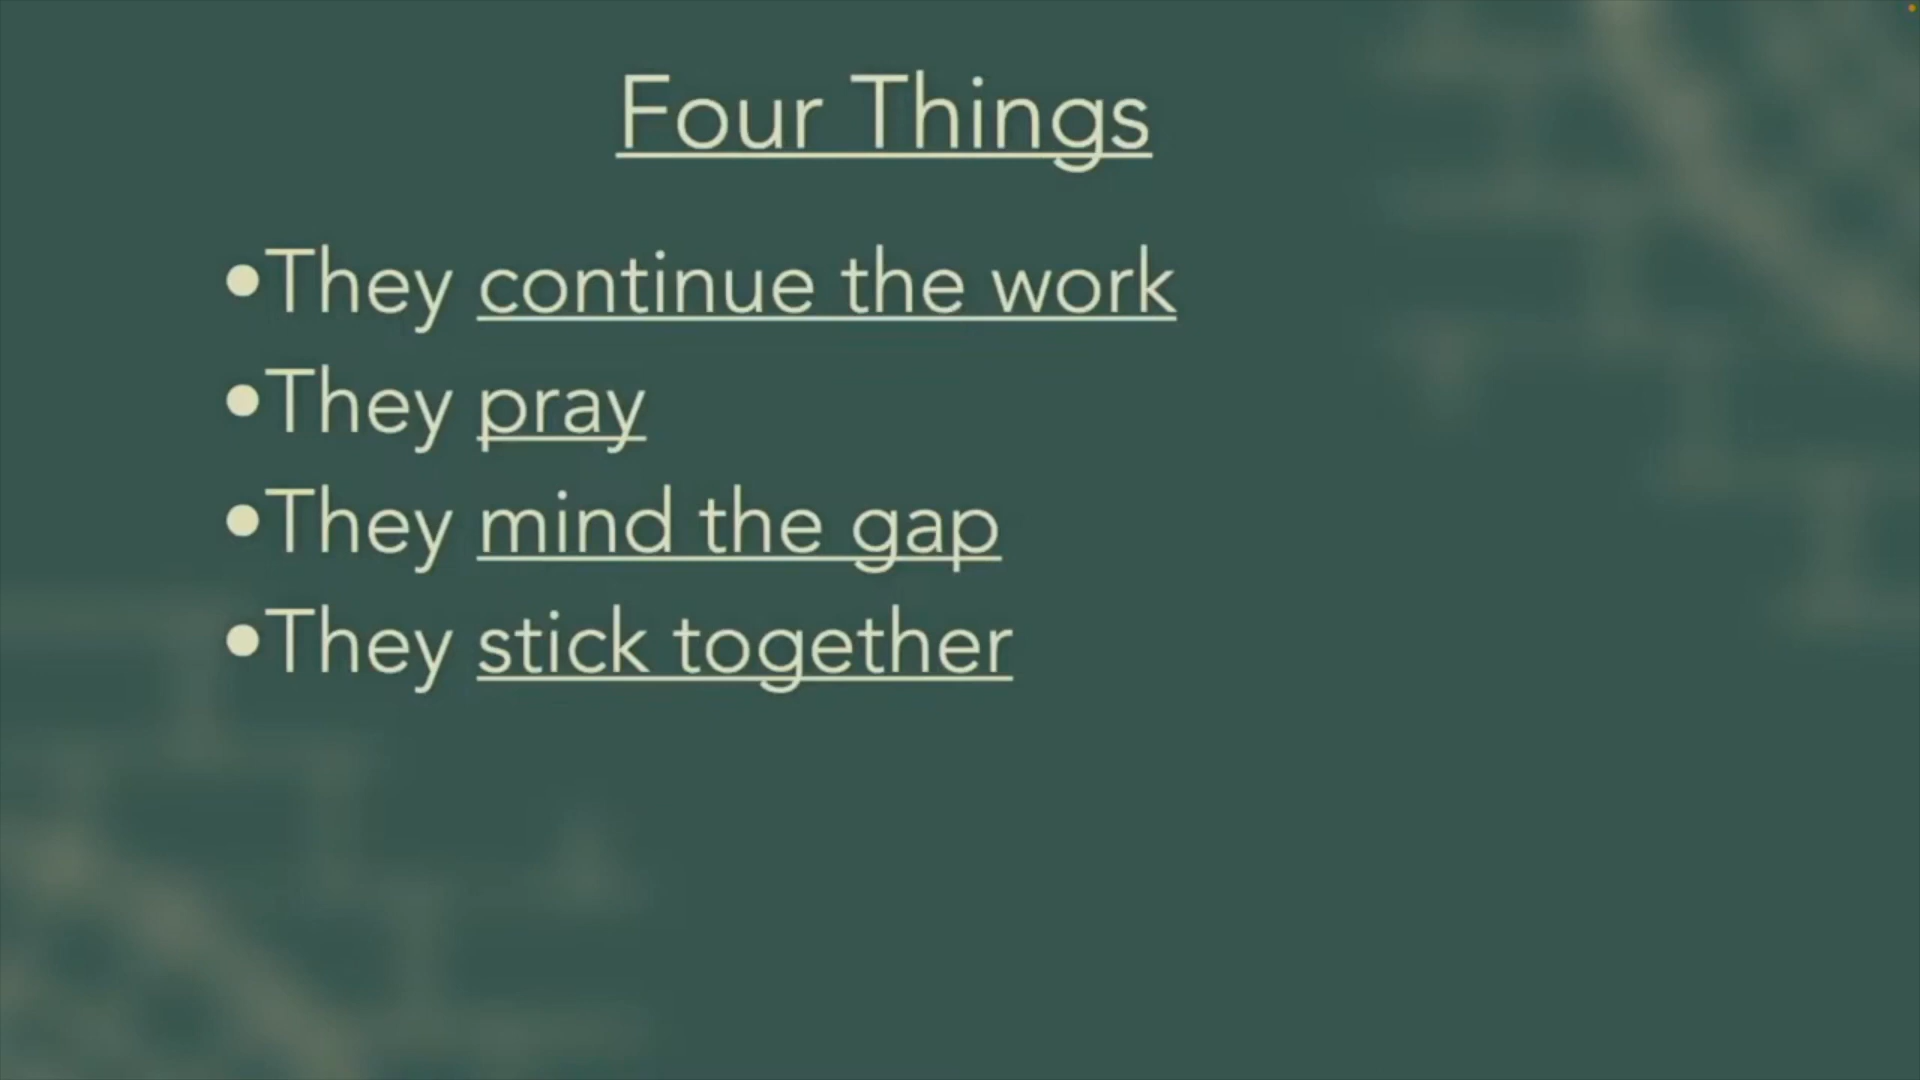 Four Things
•They continue the work
•They pray
•They mind the gap
•They stick together